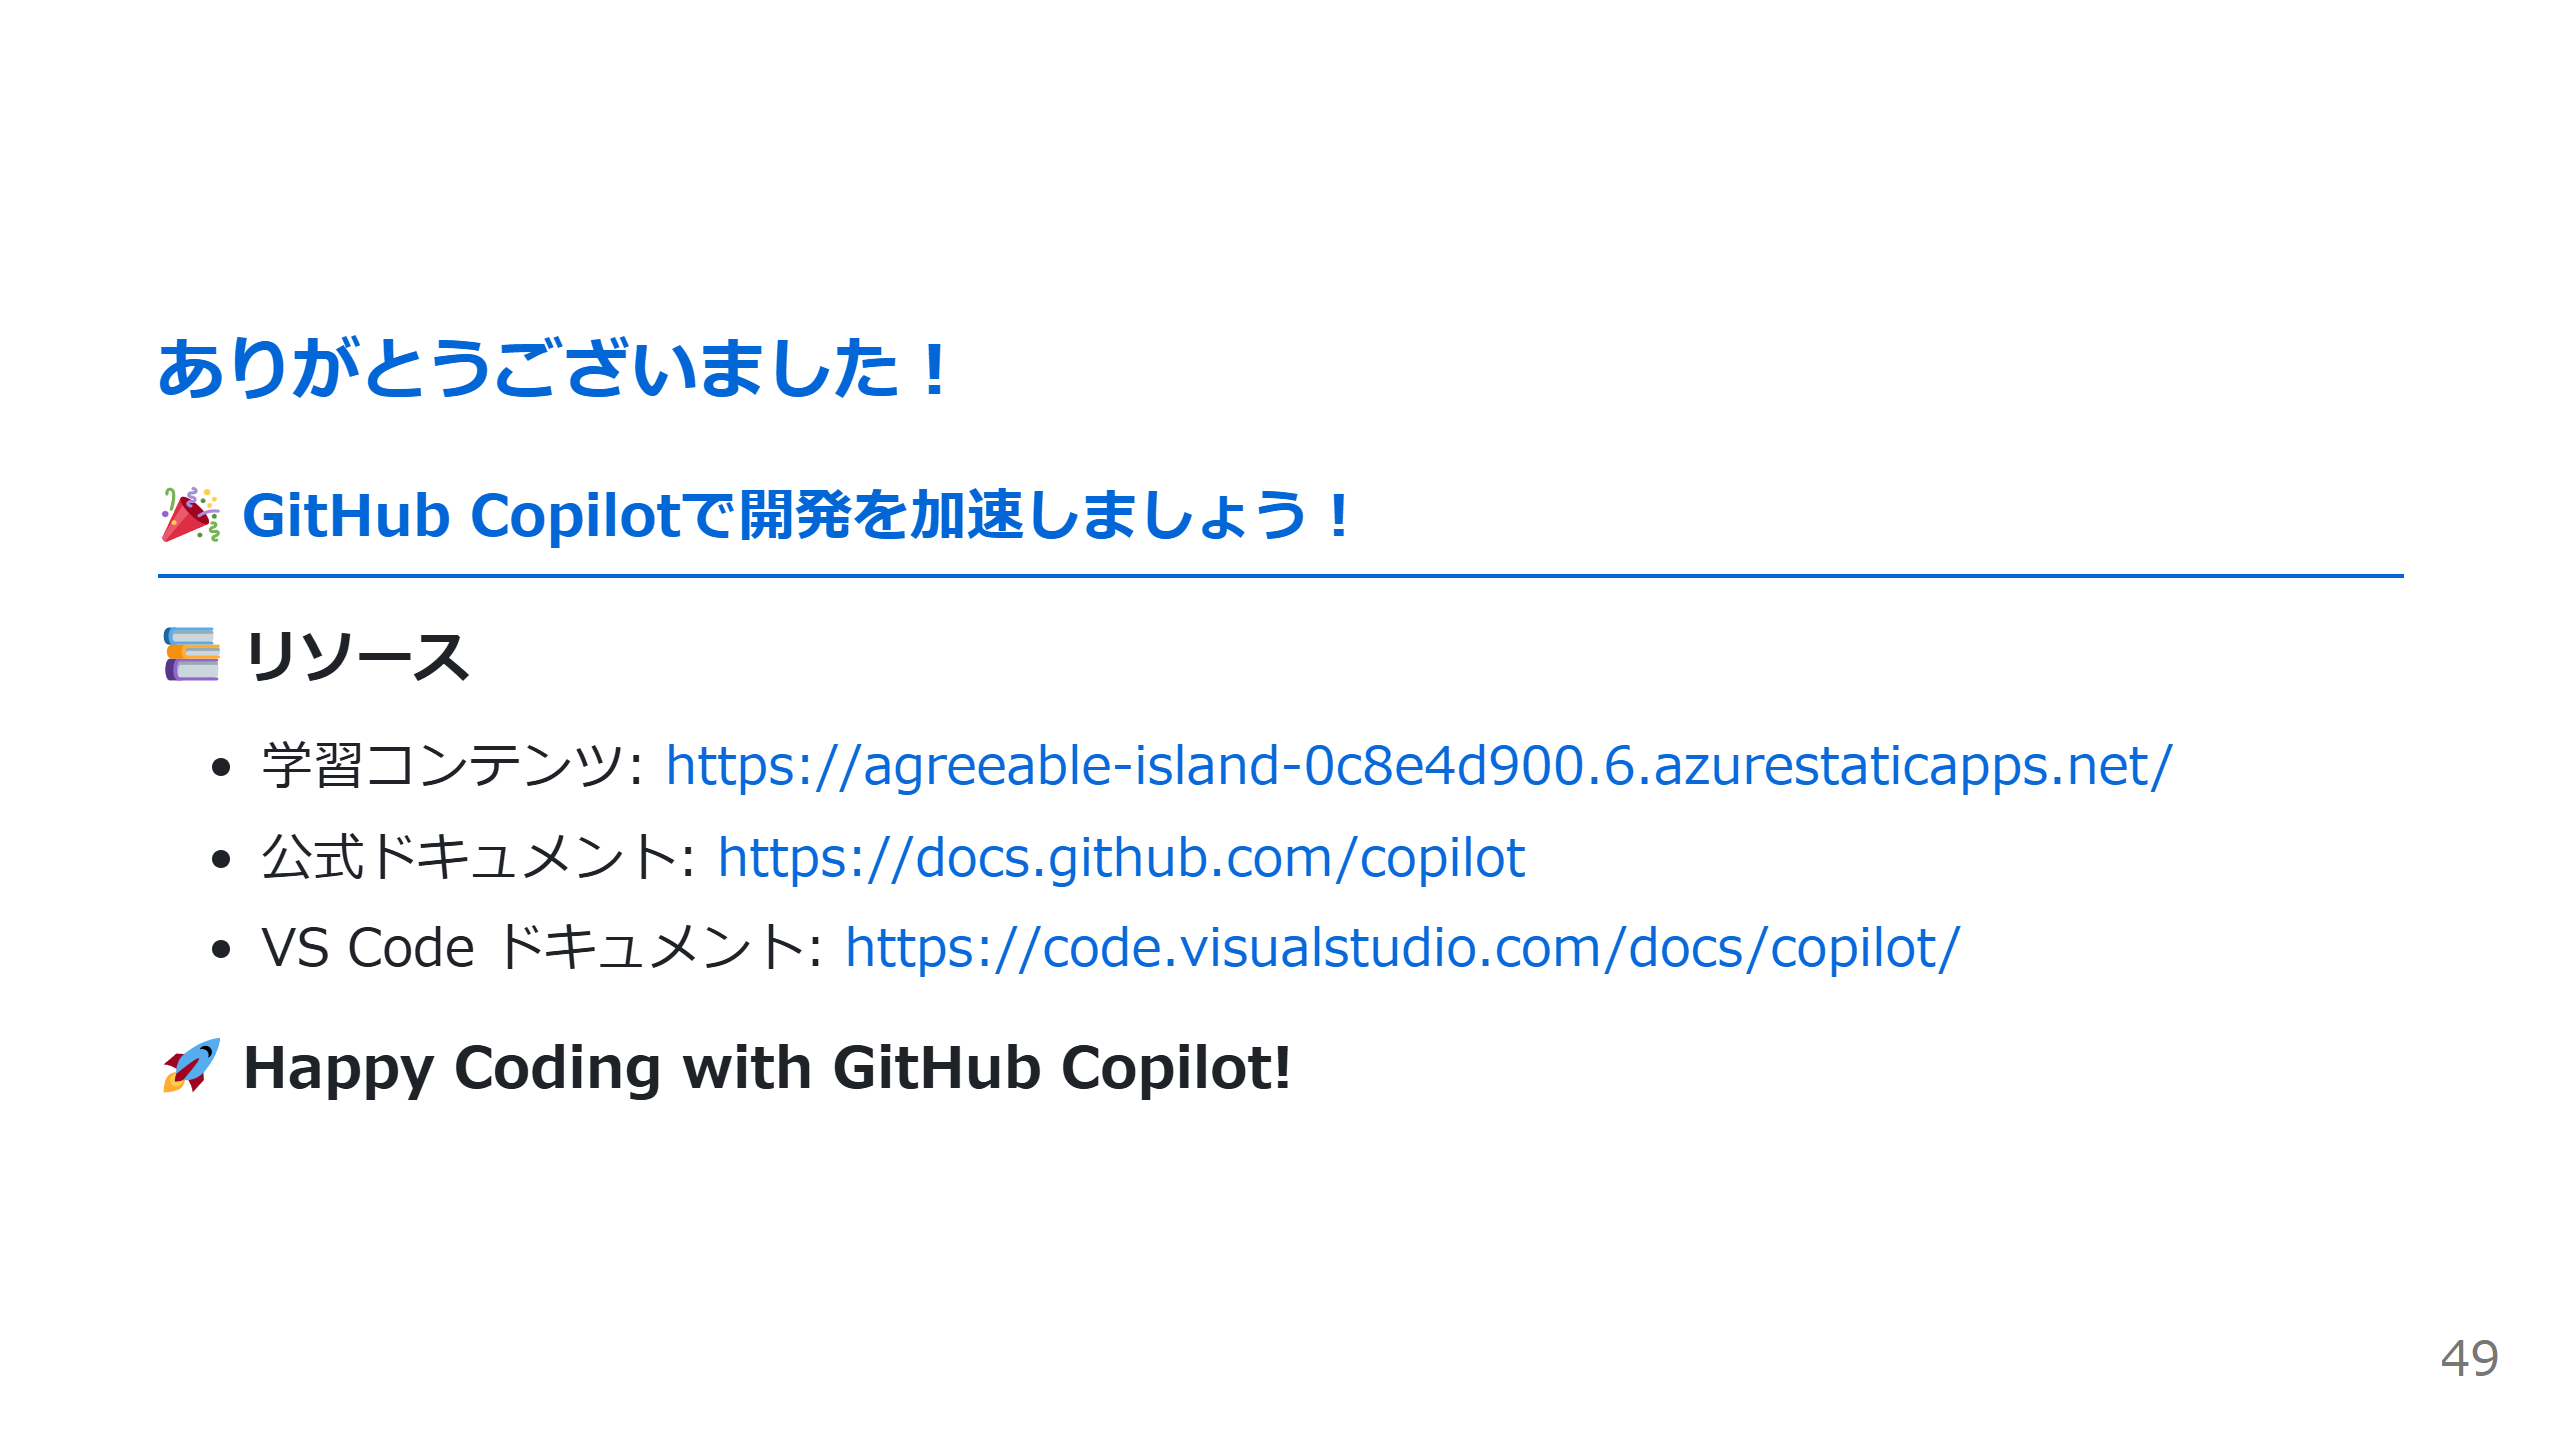 ありがとうございました！
🎉 GitHub Copilotで開発を加速しましょう！
📚 リソース
• 学習コンテンツ: https://agreeable-island-0c8e4d900.6.azurestaticapps.net/
• 公式ドキュメント: https://docs.github.com/copilot
• VS Code ドキュメント: https://code.visualstudio.com/docs/copilot/
🚀 Happy Coding with GitHub Copilot!
49